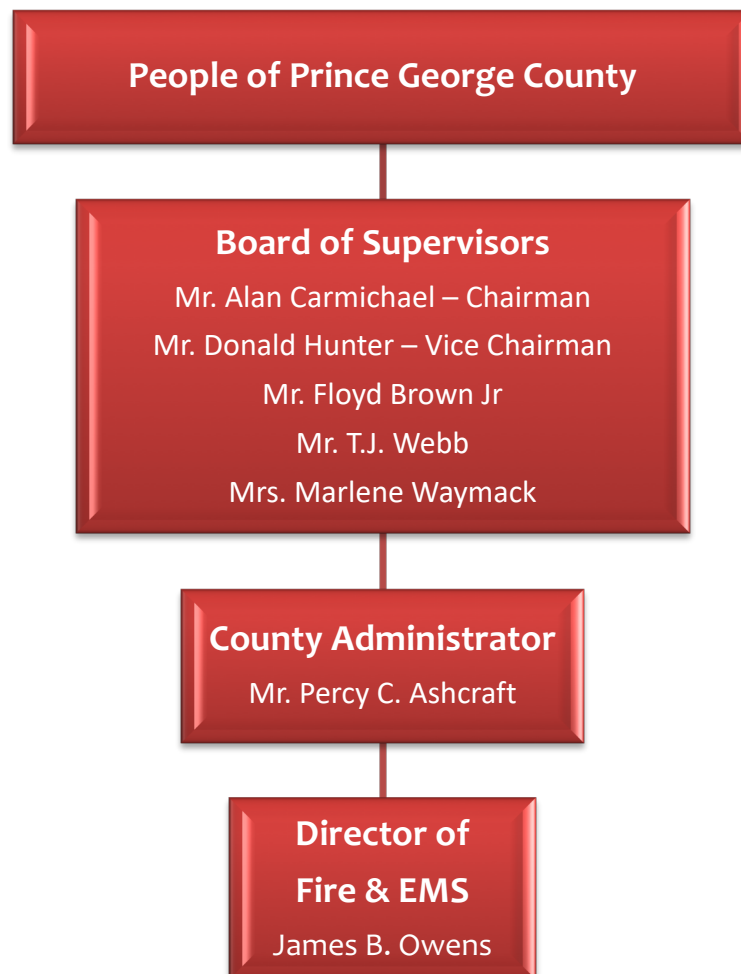 People of Prince George County
Board of Supervisors
Mr. Alan Carmichael – Chairman
Mr. Donald Hunter – Vice Chairman
Mr. Floyd Brown Jr
Mr. T.J. Webb
Mrs. Marlene Waymack
County Administrator
Mr. Percy C. Ashcraft
Director of
Fire & EMS
James B. Owens